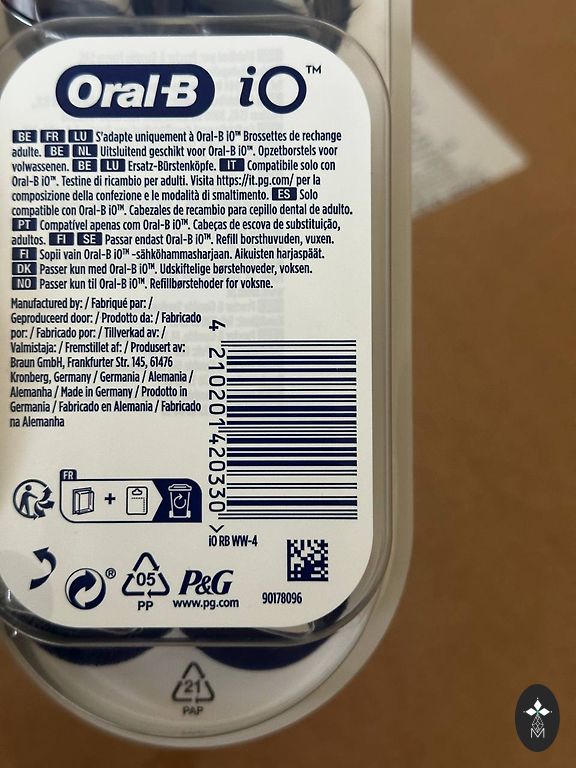 Oral-B iO™
BE FR LU S'adapte uniquement à Oral-B iO™ Brossettes de rechange
adulte. BE NL Uitsluitend geschikt voor Oral-B iO™. Opzetborstels voor
volwassenen. BE LU Ersatz-Bürstenköpfe. IT Compatibile solo con
Oral-B iO™. Testine di ricambio per adulti. Visita https://it.pg.com/ per la
composizione della confezione e le modalità di smaltimento. ES Solo
compatible con Oral-B iO™. Cabezales de recambio para cepillo dental de adulto.
PT Compatível apenas com Oral-B iO™. Cabeças de escova de substituição,
adultos. FI SE Passar endast Oral-B iO™. Refill borsthuvuden, vuxen.
FI Sopii vain Oral-B iO™ -sähköhammasharjaan. Aikuisten harjaspäät.
DK Passer kun med Oral-B iO™. Udskiftelige børstehoveder, voksen.
NO Passer kun til Oral-B iO™. Refillbørstehoder for voksne.
Manufactured by: / Fabriqué par: /
Geproduceerd door: / Prodotto da: / Fabricado
por: / Fabricado por: / Tillverkad av: /
Valmistaja: / Fremstillet af: / Produsert av:
Braun GmbH, Frankfurter Str. 145, 61476
Kronberg, Germany / Germania / Alemania /
Alemanha / Made in Germany / Prodotto in
Germania / Fabricado en Alemania / Fabricado
na Alemanha
4 210201 420330 >
FR
+
iO RB WW-4
®
05
PP
P&G
www.pg.com
90178096
21
PAP
M